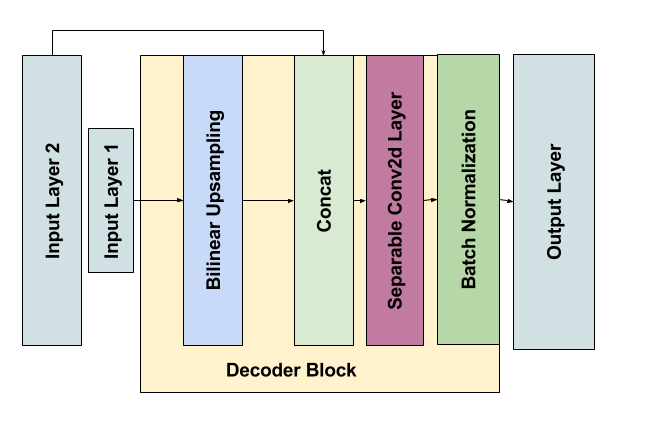 Input Layer 2
Input Layer 1
Bilinear Upsampling
Concat
Separable Conv2d Layer
Batch Normalization
Output Layer
Decoder Block